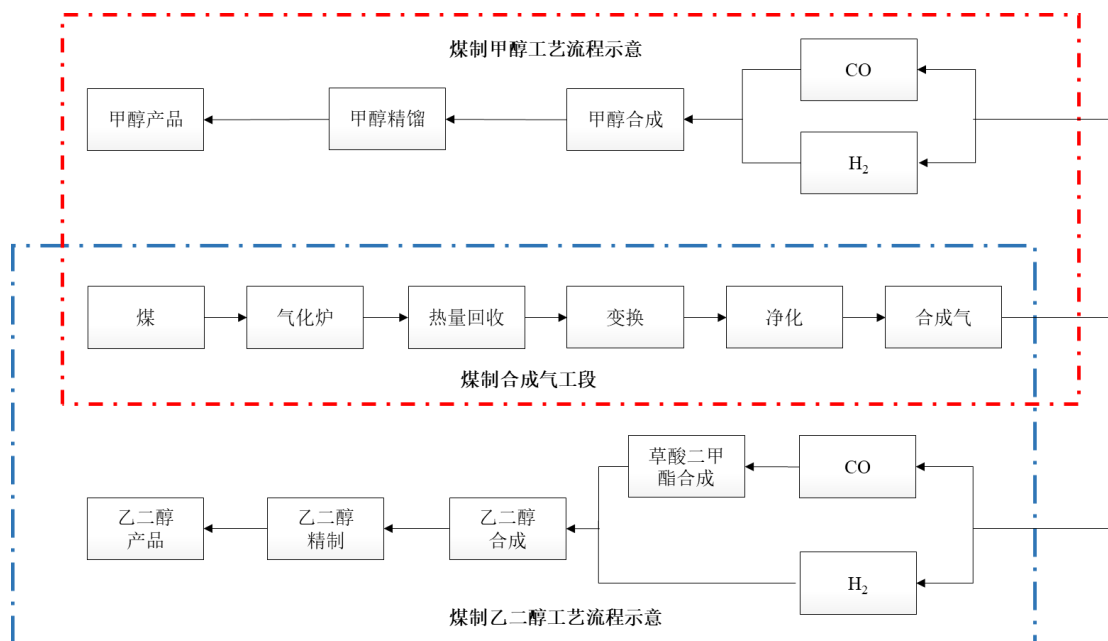 煤制甲醇工艺流程示意
CO
甲醇产品
甲醇精馏
甲醇合成
H₂
煤
气化炉
热量回收
变换
净化
合成气
煤制合成气工段
草酸二甲
酯合成
CO
乙二醇
产品
乙二醇
精制
乙二醇
合成
H₂
煤制乙二醇工艺流程示意